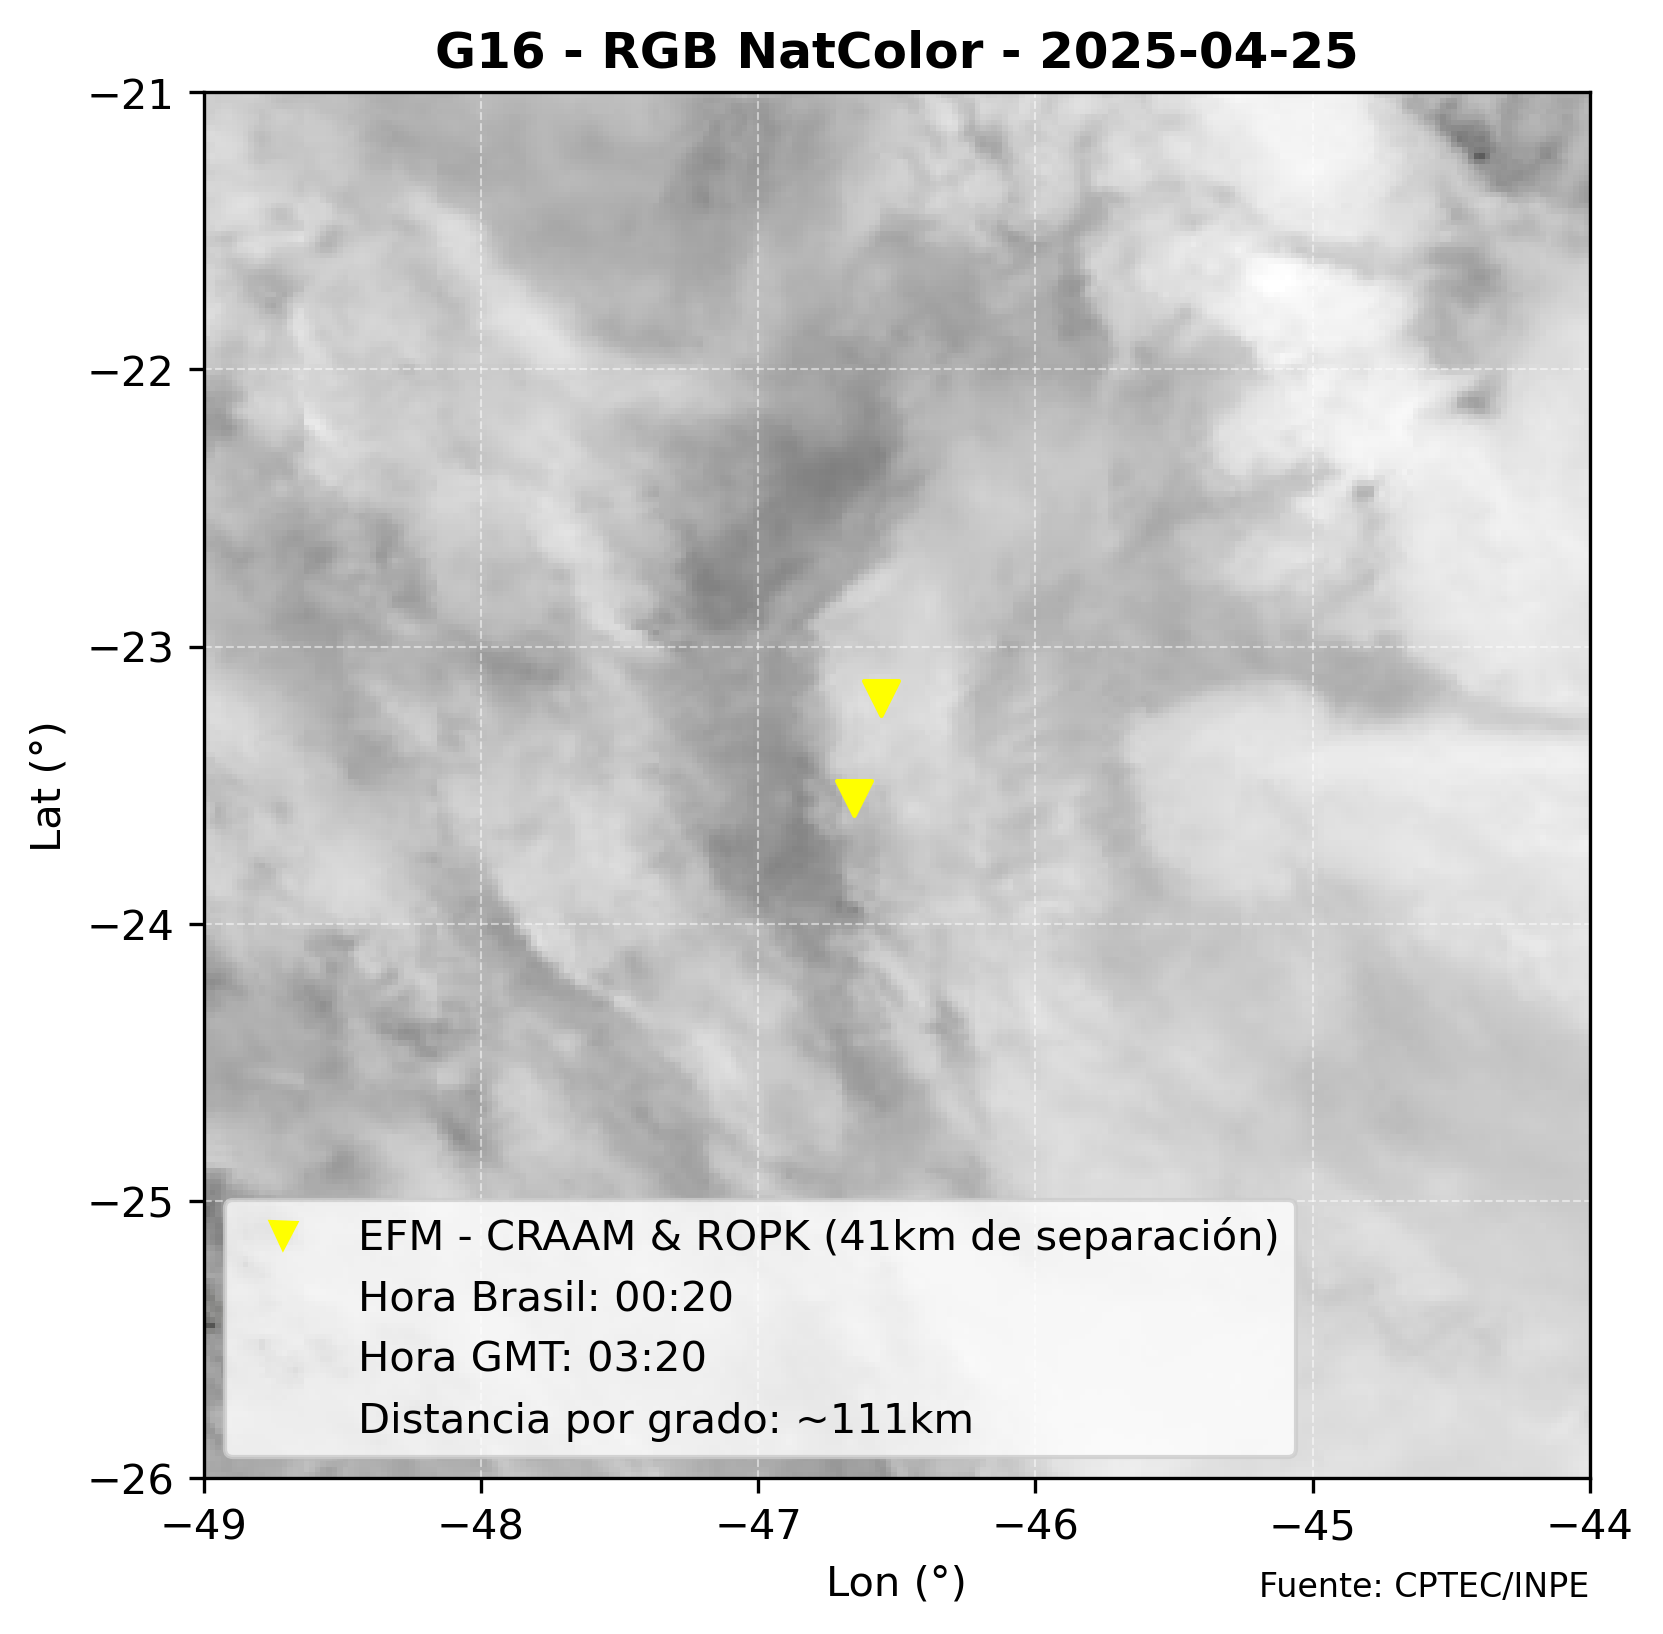 G16 - RGB NatColor - 2025-04-25
−21
−22
−23
−24
−25
−26
Lat (°)
EFM - CRAAM & ROPK (41km de separación)
Hora Brasil: 00:20
Hora GMT: 03:20
Distancia por grado: ~111km
−49 −48 −47 −46 −45 −44
Lon (°)
Fuente: CPTEC/INPE